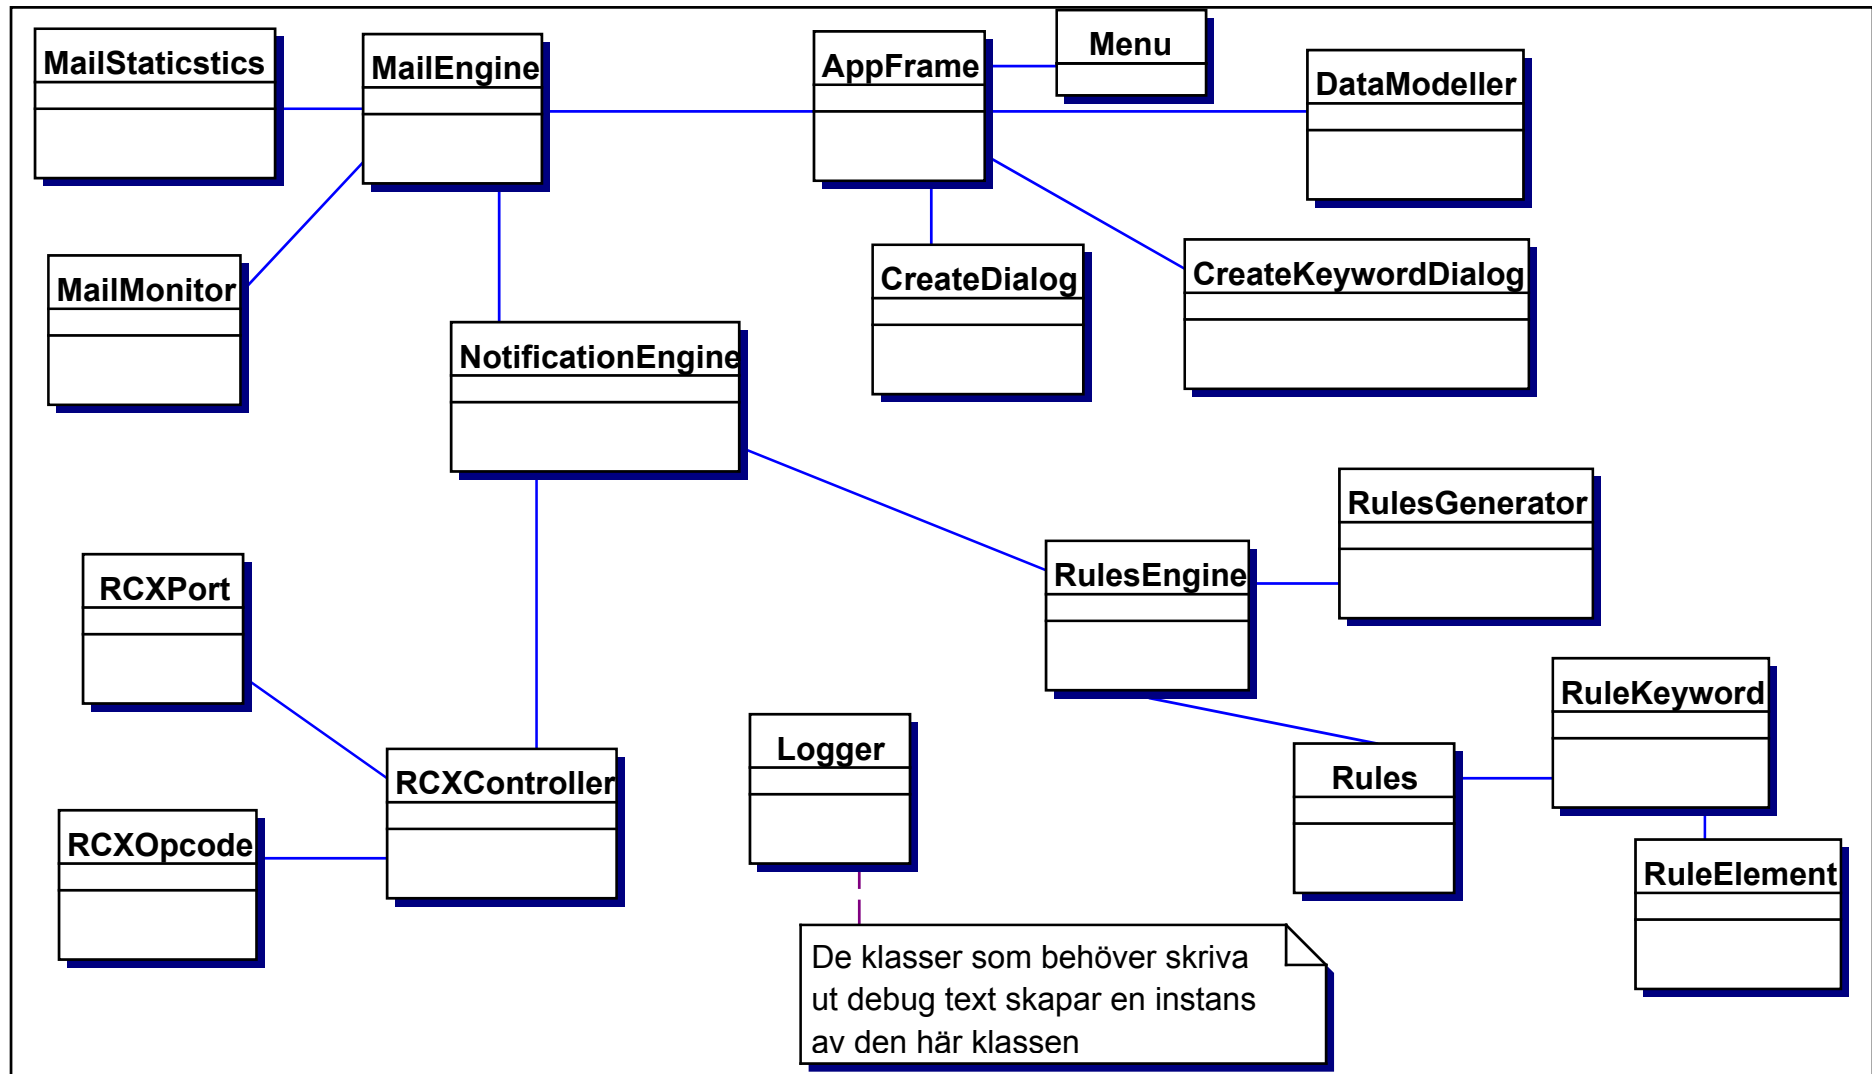 MailStaticstics
MailEngine
AppFrame
Menu
DataModeller
MailMonitor
CreateDialog
CreateKeywordDialog
NotificationEngine
RulesGenerator
RCXPort
RulesEngine
RuleKeyword
Logger
RCXController
Rules
RCXOpcode
RuleElement
De klasser som behöver skriva
ut debug text skapar en instans
av den här klassen